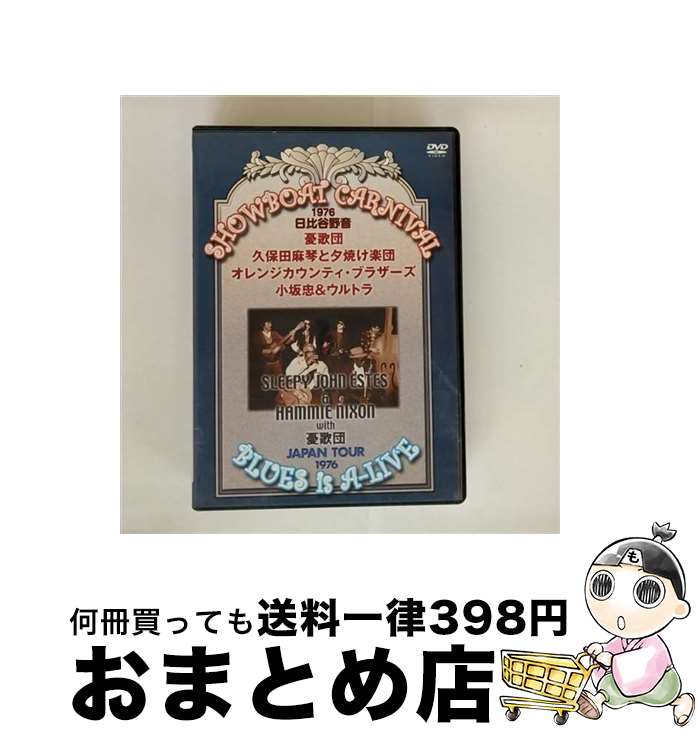 DVD
VIDEO
SHOWBOAT CARNIVAL
1976
日比谷野音
憂歌団
久保田麻琴と夕焼け楽団
オレンジカウンティ・ブラザーズ
小坂忠&ウルトラ
SLEEPY JOHN ESTES
&
HAMMIE NIXON
with
憂歌団
JAPAN TOUR
1976
BLUES is A-LIVE
も
何冊買っても送料一律398円
おまとめ店